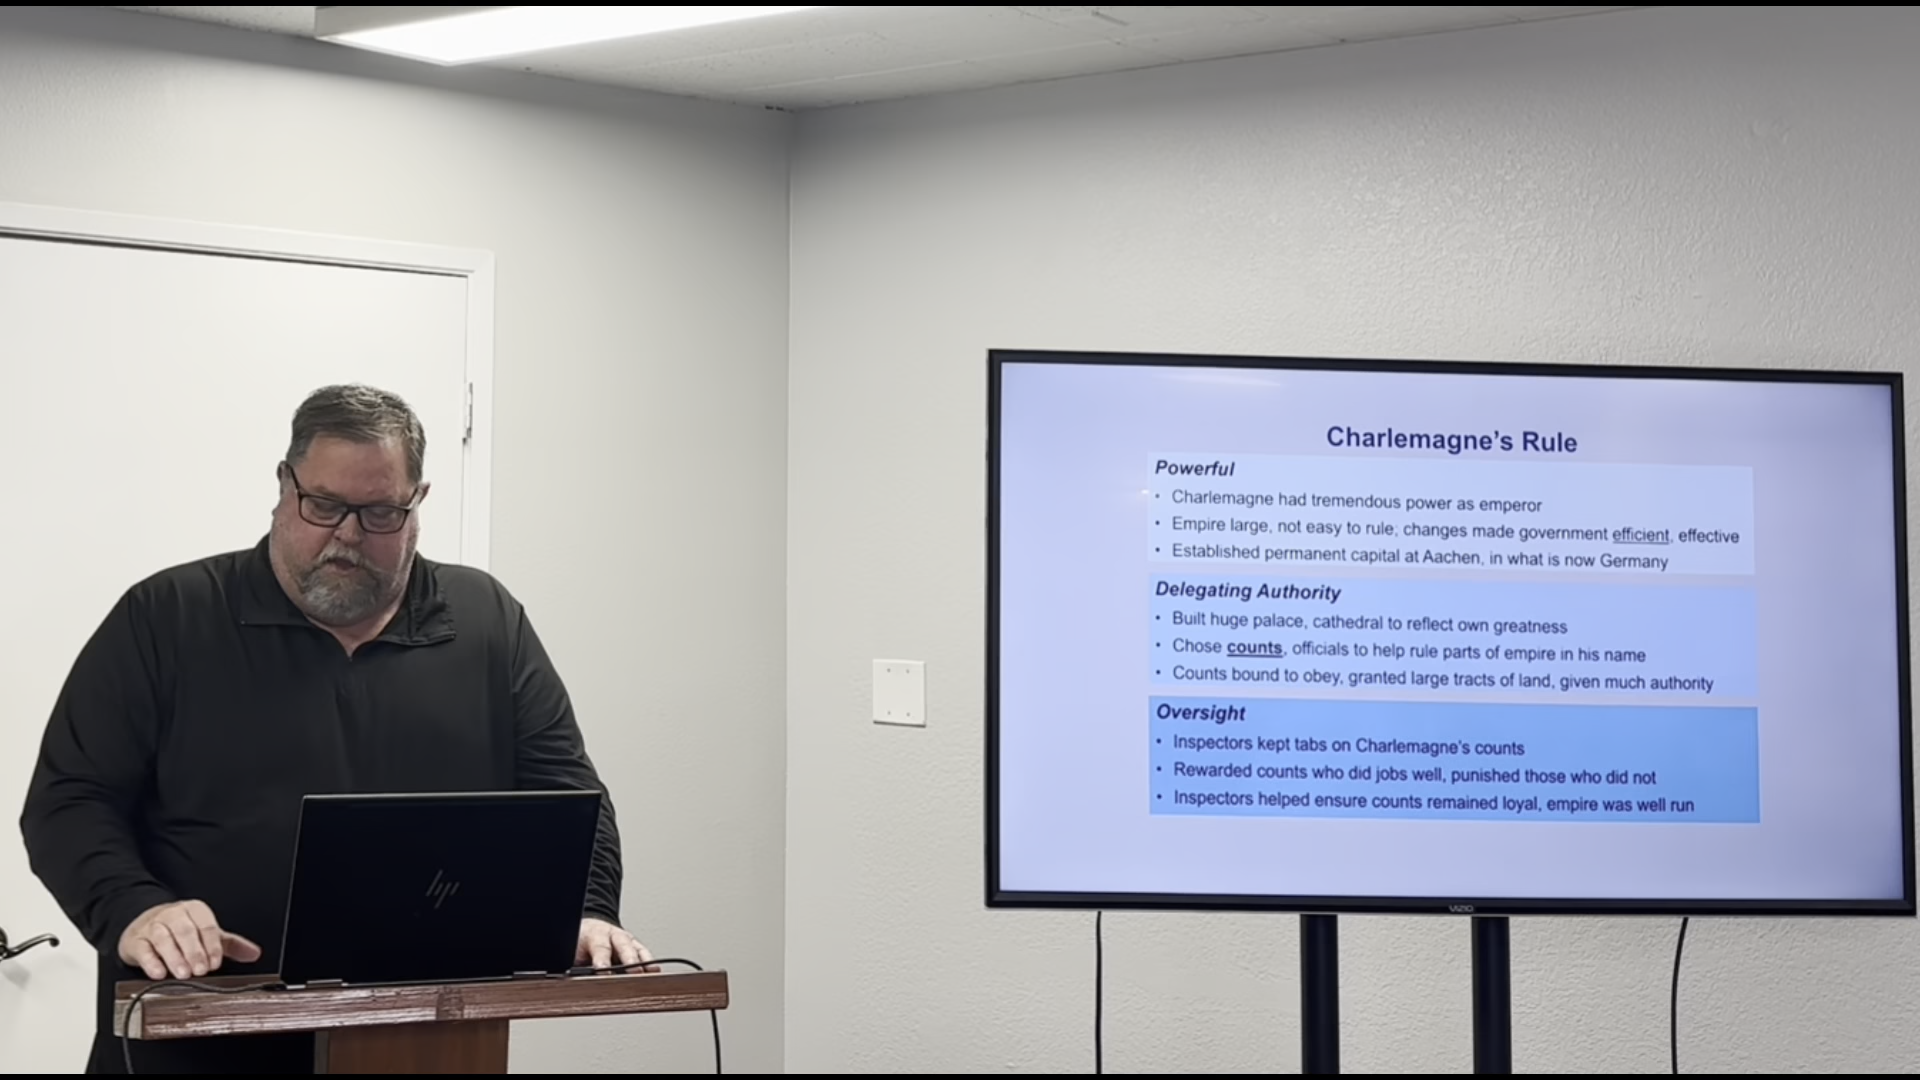 Charlemagne's Rule
Powerful
• Charlemagne had tremendous power as emperor
• Empire large, not easy to rule; changes made government efficient, effective
• Established permanent capital at Aachen, in what is now Germany
Delegating Authority
• Built huge palace, cathedral to reflect own greatness
• Chose counts, officials to help rule parts of empire in his name
• Counts bound to obey, granted large tracts of land, given much authority
Oversight
• Inspectors kept tabs on Charlemagne's counts
• Rewarded counts who did jobs well, punished those who did not
• Inspectors helped ensure counts remained loyal, empire was well run
VIZIO
hp